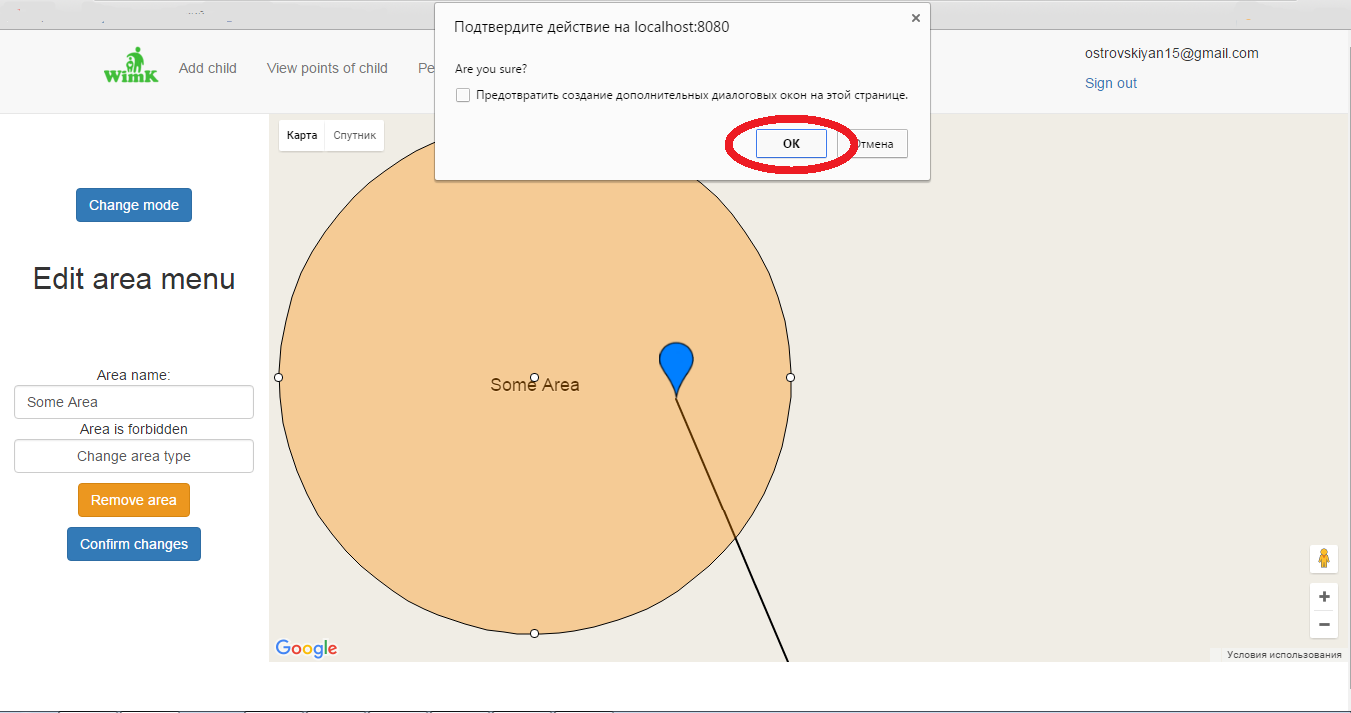 Подтвердите действие на localhost:8080
Are you sure?
Предотвратить создание дополнительных диалоговых окон на этой странице.
OK
Отмена
WimK
Add child
View points of child
Pe
ostrovskiyan15@gmail.com
Sign out
Карта
Спутник
Change mode
Edit area menu
Area name:
Some Area
Area is forbidden
Change area type
Remove area
Confirm changes
Some Area
Google
Условия использования